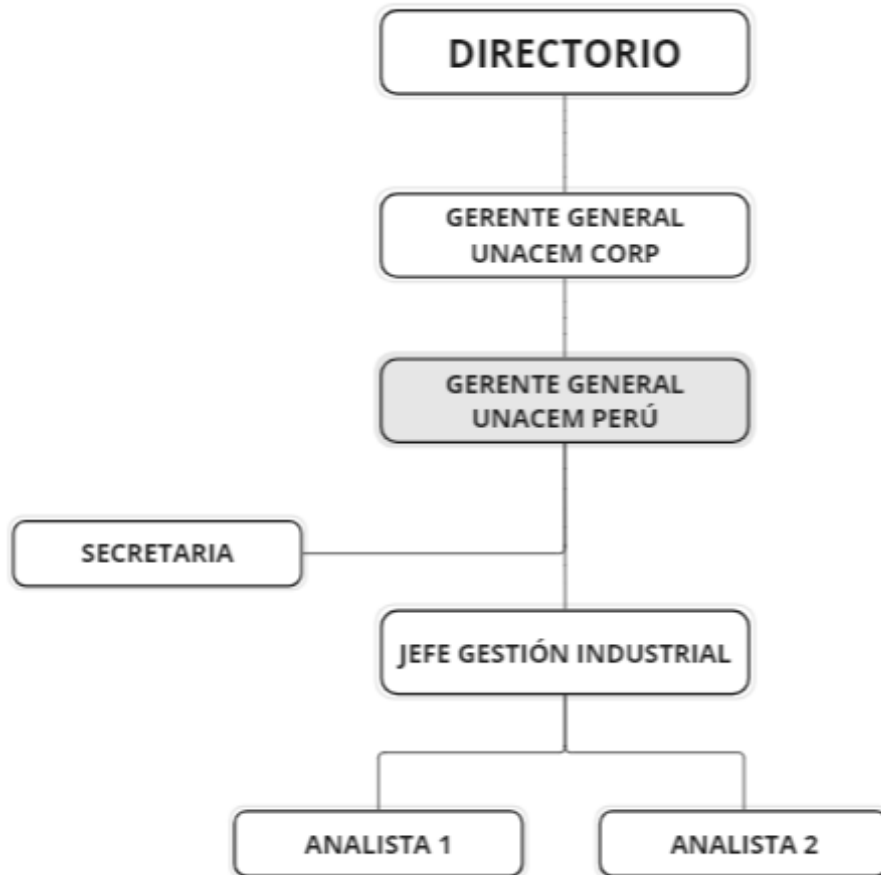 DIRECTORIO
GERENTE GENERAL
UNACEM CORP
GERENTE GENERAL
UNACEM PERÚ
SECRETARIA
JEFE GESTIÓN INDUSTRIAL
ANALISTA 1
ANALISTA 2